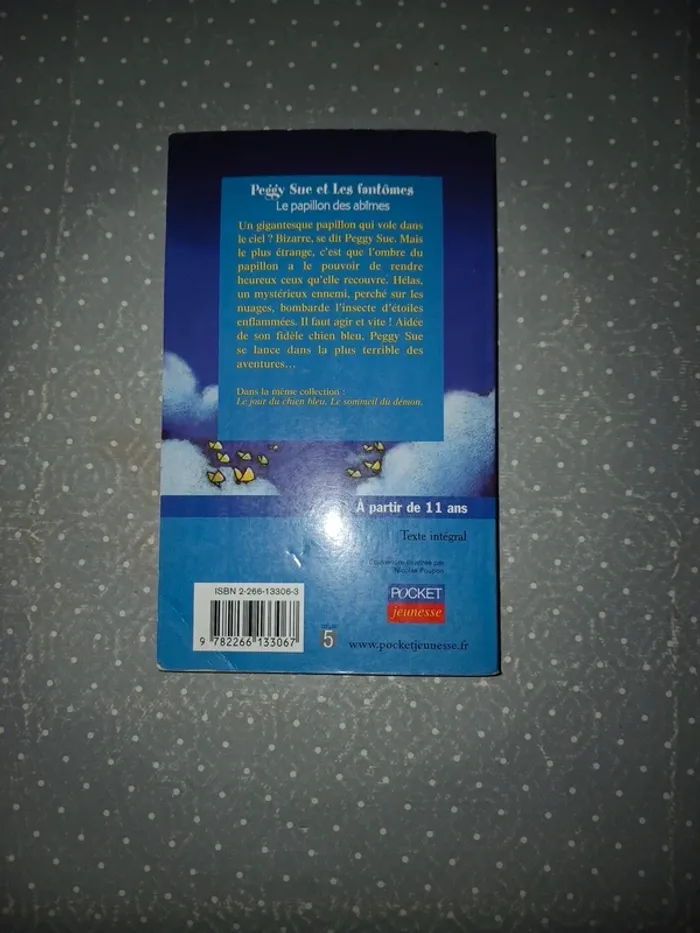 Peggy Sue et Les fantômes
Le papillon des abîmes
Un gigantesque papillon qui vole dans
le ciel ? Bizarre, se dit Peggy Sue. Mais
le plus étrange, c'est que l'ombre du
papillon a le pouvoir de rendre
heureux ceux qu'elle recouvre. Hélas,
un mystérieux ennemi, perché sur les
nuages, bombarde l'insecte d'étoiles
enflammées. Il faut agir et vite ! Aidée
de son fidèle chien bleu, Peggy Sue
se lance dans la plus terrible des
aventures…
Dans la même collection :
Le jour du chien bleu, Le sommeil du démon.
À partir de 11 ans
Texte intégral
Couverture illustrée par
Nicolas Poupon
ISBN 2-266-13306-3
9 782266 133067
5
POCKET
jeunesse
www.pocketjeunesse.fr